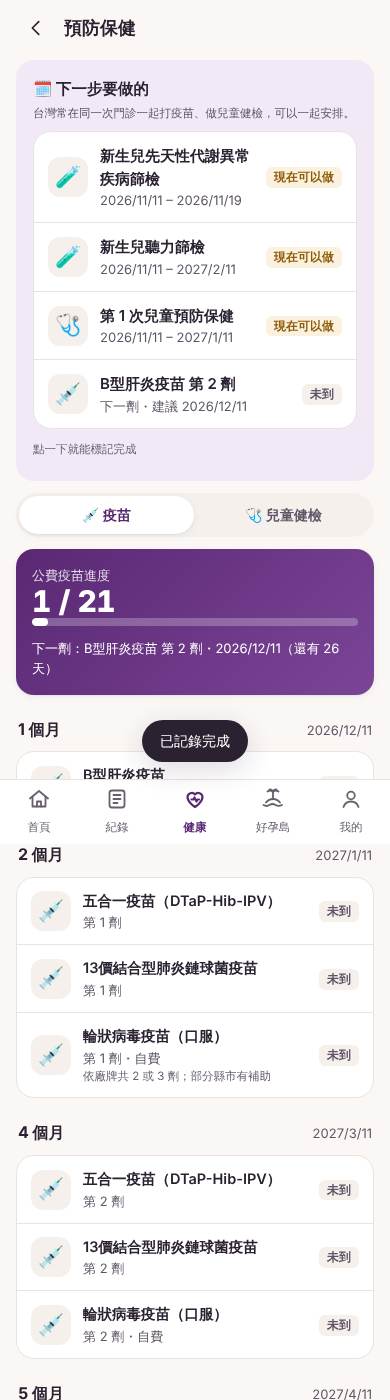 預防保健
下一步要做的
台灣常在同一次門診一起打疫苗、做兒童健檢，可以一起安排。
新生兒先天性代謝異常
疾病篩檢
2026/11/11 – 2026/11/19
現在可以做
新生兒聽力篩檢
2026/11/11 – 2027/2/11
現在可以做
第 1 次兒童預防保健
2026/11/11 – 2027/1/11
現在可以做
B型肝炎疫苗 第 2 劑
下一劑・建議 2026/12/11
未到
點一下就能標記完成
疫苗
兒童健檢
公費疫苗進度
1 / 21
下一劑：B型肝炎疫苗 第 2 劑・2026/12/11（還有 26
天）
1 個月
2026/12/11
已記錄完成
B型肝炎疫苗
首頁
紀錄
健康
好孕島
我的
2 個月
2027/1/11
五合一疫苗（DTaP-Hib-IPV）
第 1 劑
未到
13價結合型肺炎鏈球菌疫苗
第 1 劑
未到
輪狀病毒疫苗（口服）
第 1 劑・自費
依廠牌共 2 或 3 劑；部分縣市有補助
未到
4 個月
2027/3/11
五合一疫苗（DTaP-Hib-IPV）
第 2 劑
未到
13價結合型肺炎鏈球菌疫苗
第 2 劑
未到
輪狀病毒疫苗（口服）
第 2 劑・自費
未到
5 個月
2027/4/11